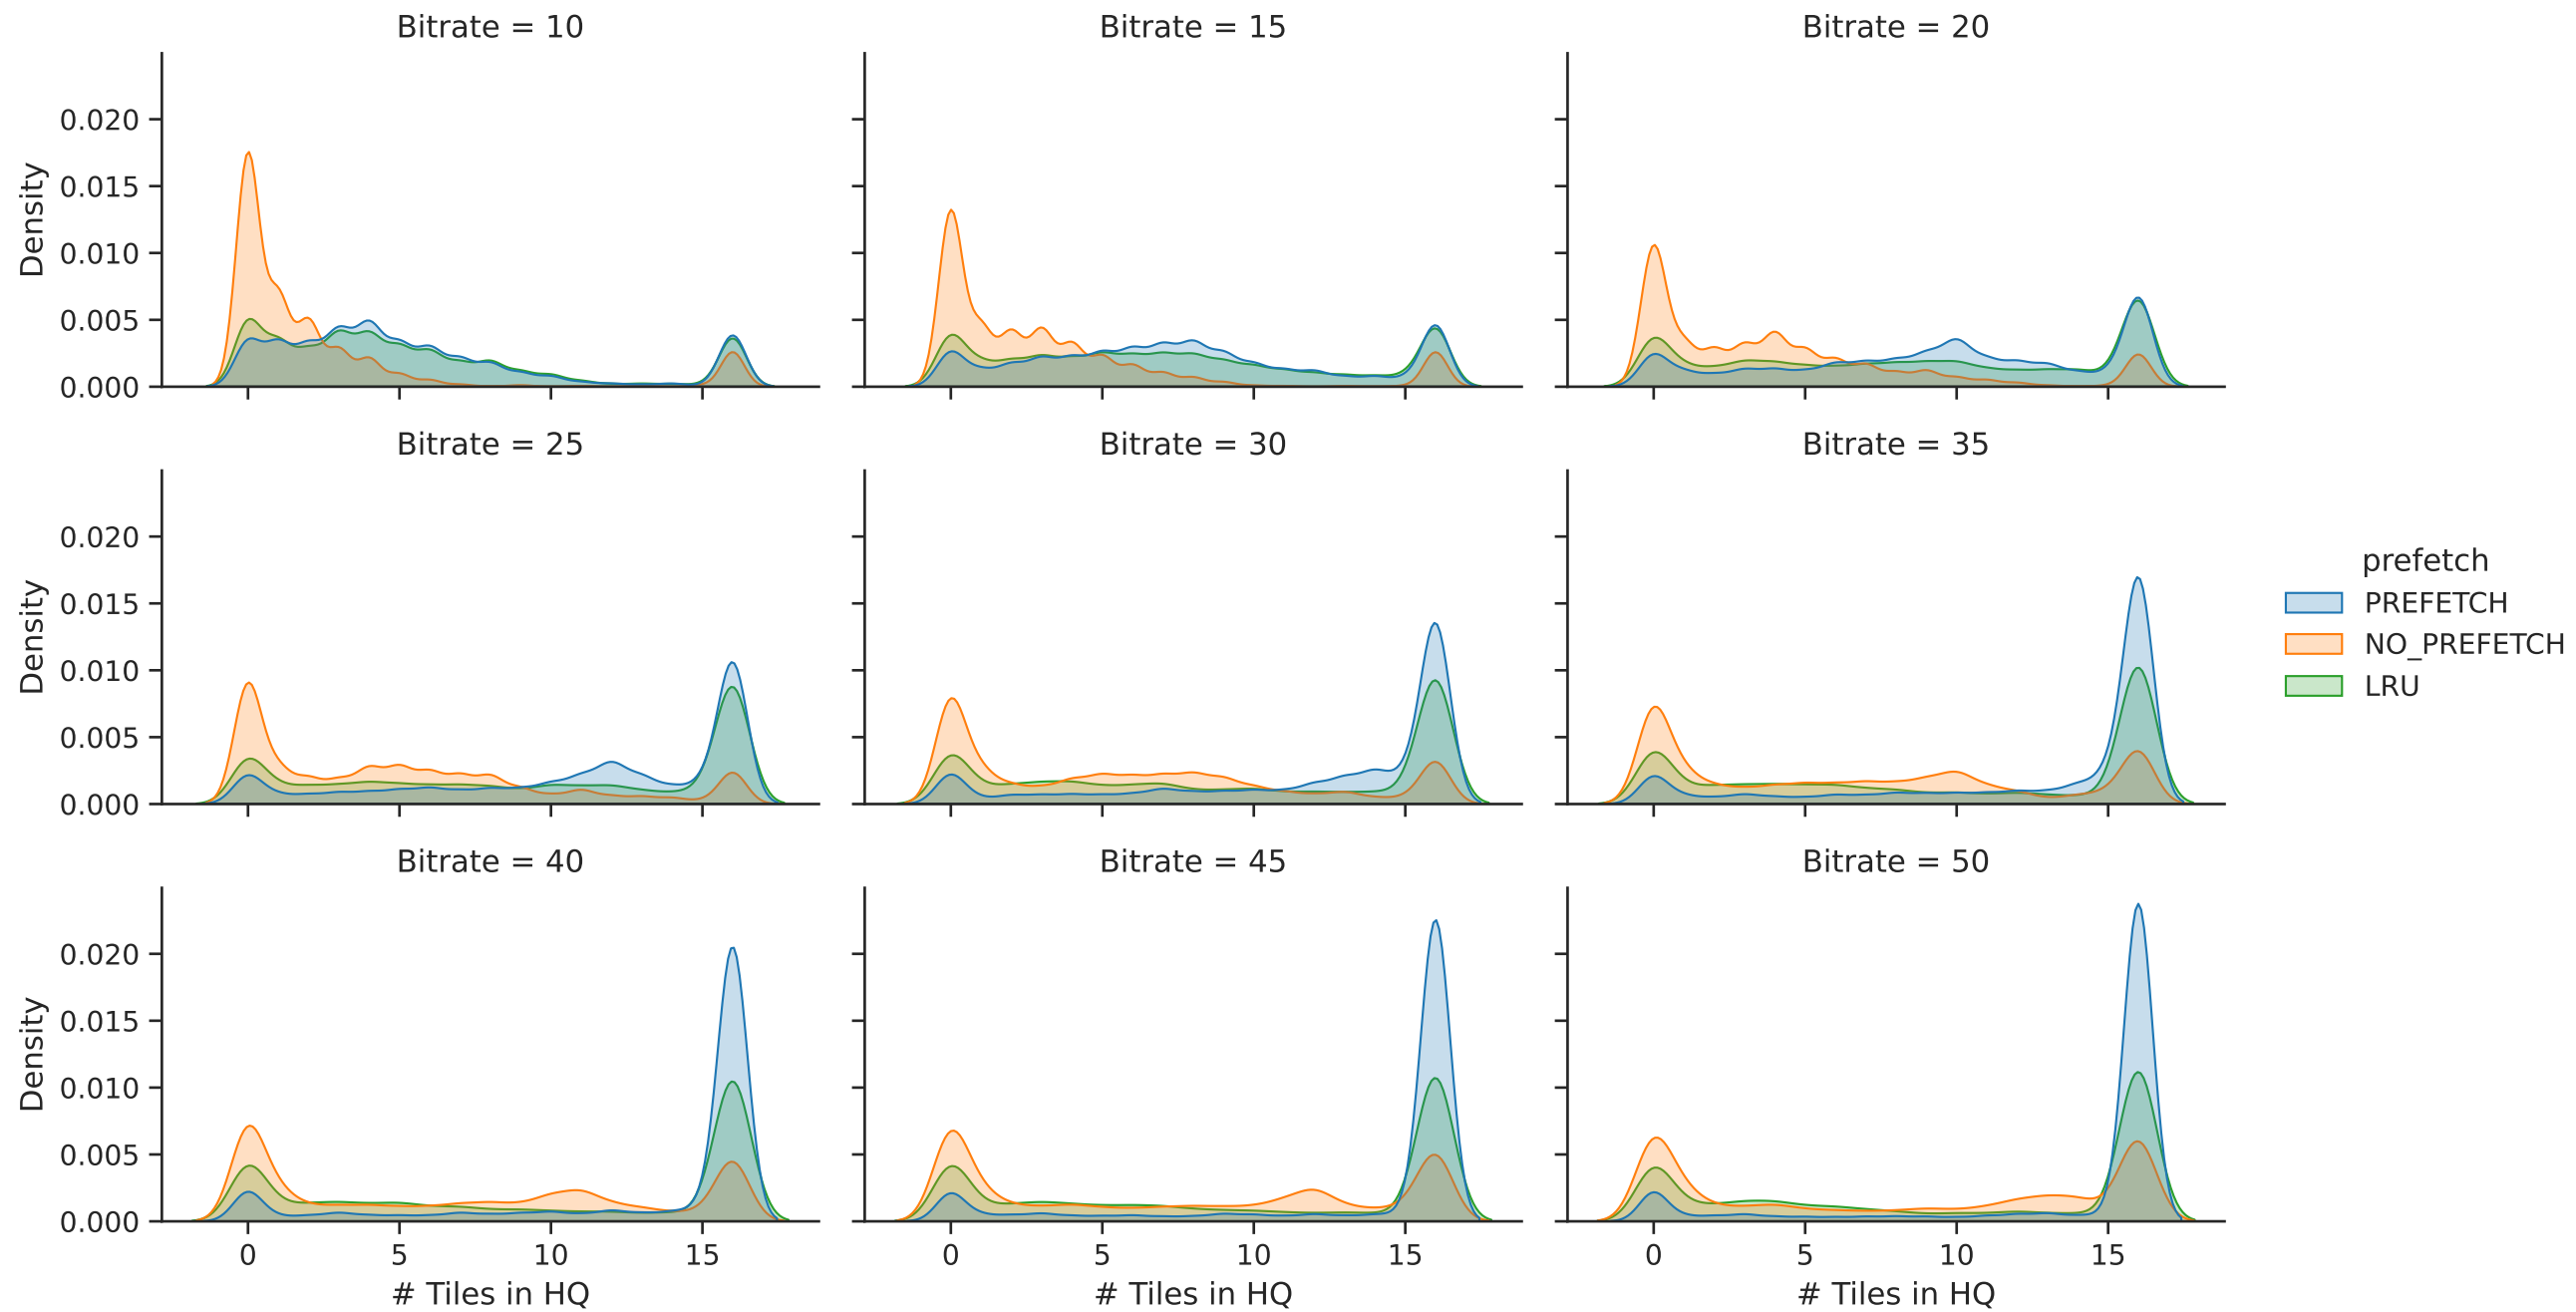 Bitrate = 10
Bitrate = 15
Bitrate = 20
Density
0.020
0.015
0.010
0.005
0.000
Bitrate = 25
Bitrate = 30
Bitrate = 35
Density
0.020
0.015
0.010
0.005
0.000
prefetch
PREFETCH
NO_PREFETCH
LRU
Bitrate = 40
Bitrate = 45
Bitrate = 50
Density
0.020
0.015
0.010
0.005
0.000
0 5 10 15
0 5 10 15
0 5 10 15
# Tiles in HQ
# Tiles in HQ
# Tiles in HQ